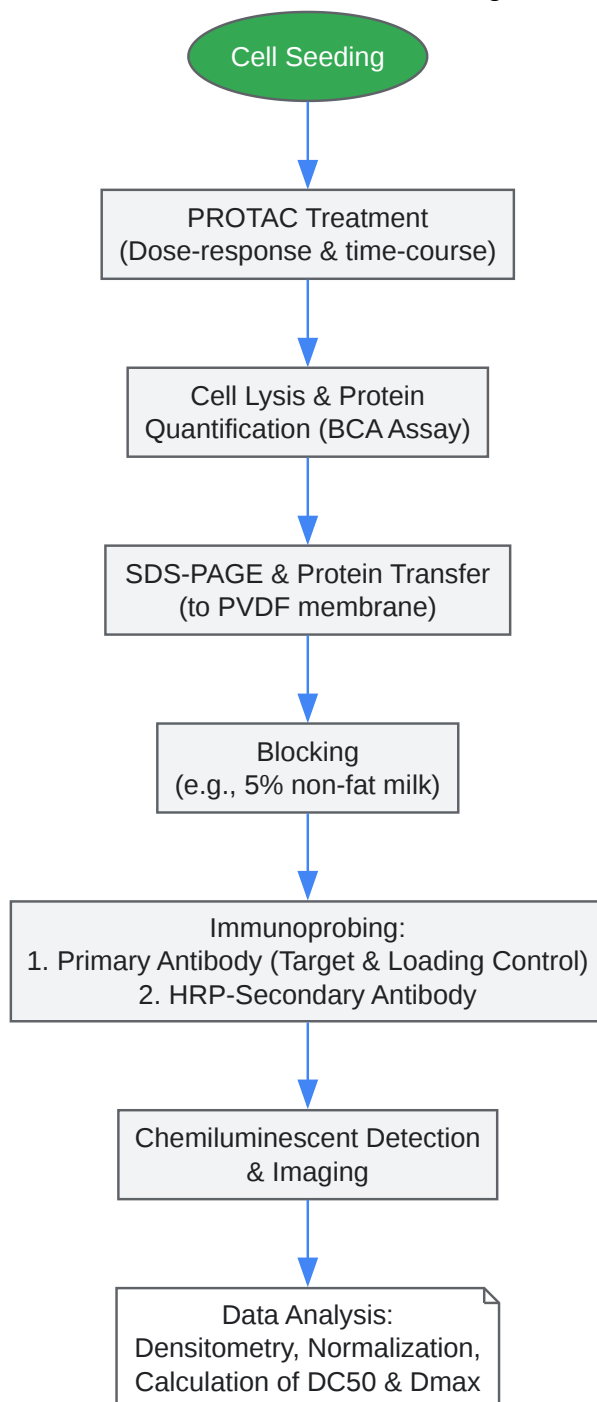 Cell Seeding
PROTAC Treatment
(Dose-response & time-course)
Cell Lysis & Protein
Quantification (BCA Assay)
SDS-PAGE & Protein Transfer
(to PVDF membrane)
Blocking
(e.g., 5% non-fat milk)
Immunoprobing:
1. Primary Antibody (Target & Loading Control)
2. HRP-Secondary Antibody
Chemiluminescent Detection
& Imaging
Data Analysis:
Densitometry, Normalization,
Calculation of DC50 & Dmax